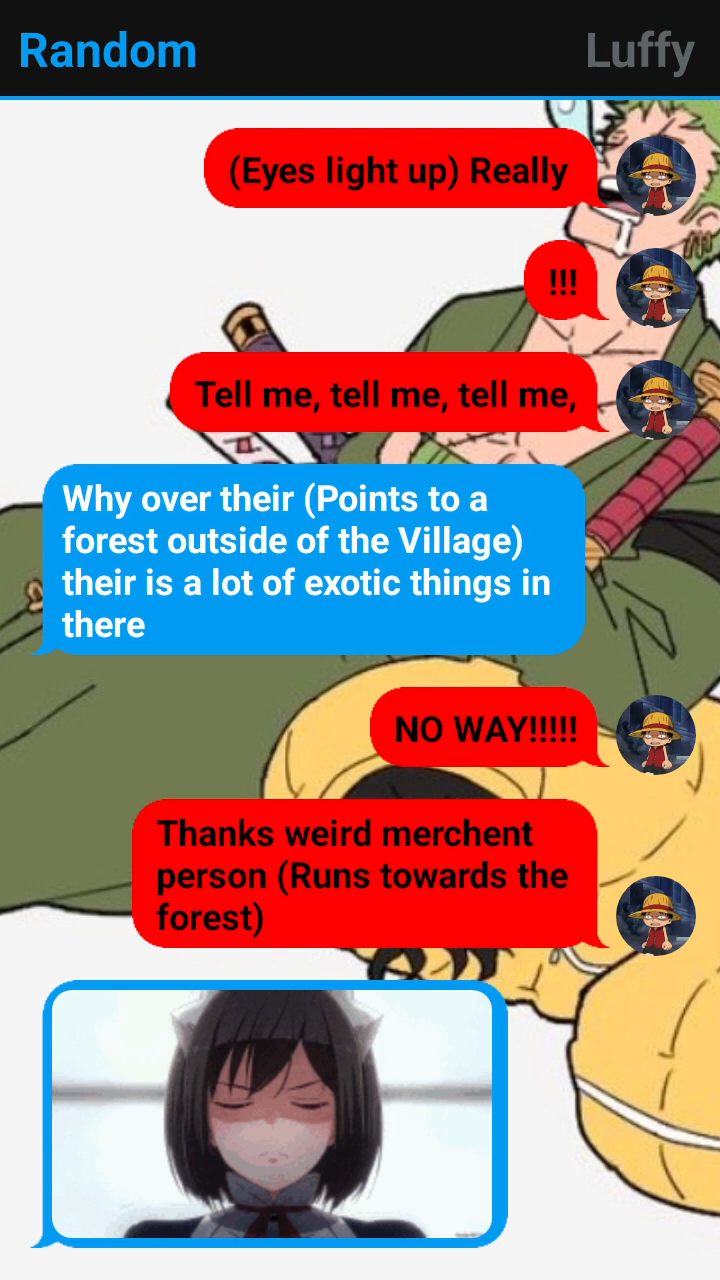 Random
Luffy
(Eyes light up) Really
!!!
Tell me, tell me, tell me,
Why over their (Points to a
forest outside of the Village)
their is a lot of exotic things in
there
NO WAY!!!!!
Thanks weird merchent
person (Runs towards the
forest)